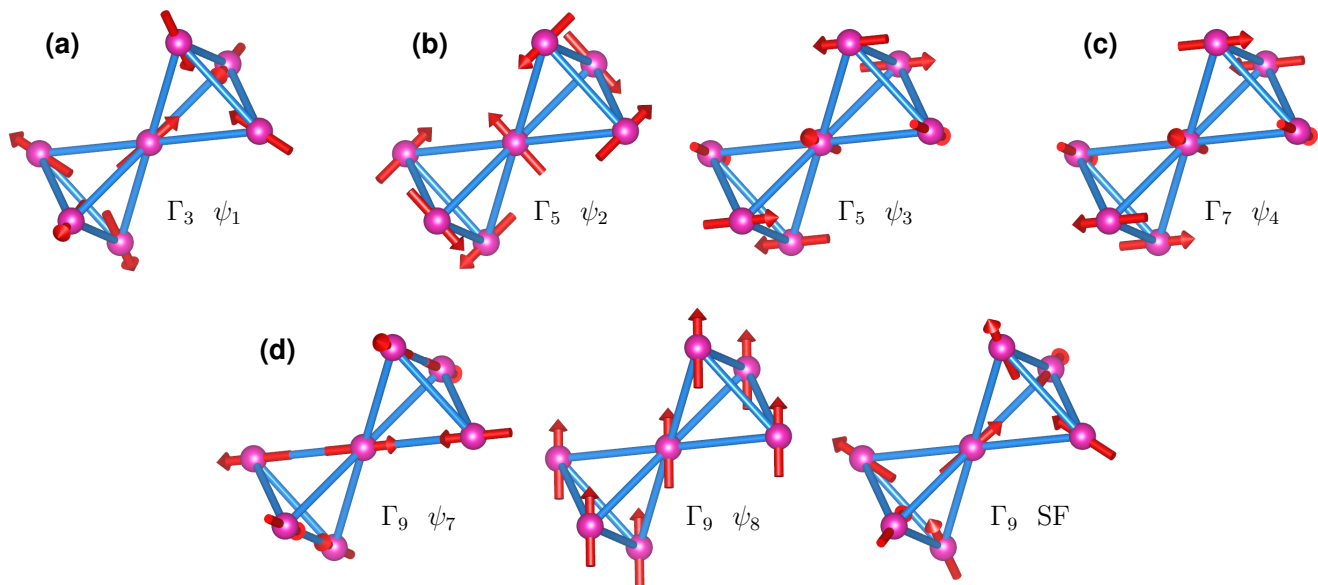 (a)
(b)
(c)
Γ₃ ψ₁
Γ₅ ψ₂
Γ₅ ψ₃
Γ₇ ψ₄
(d)
Γ₉ ψ₇
Γ₉ ψ₈
Γ₉ SF